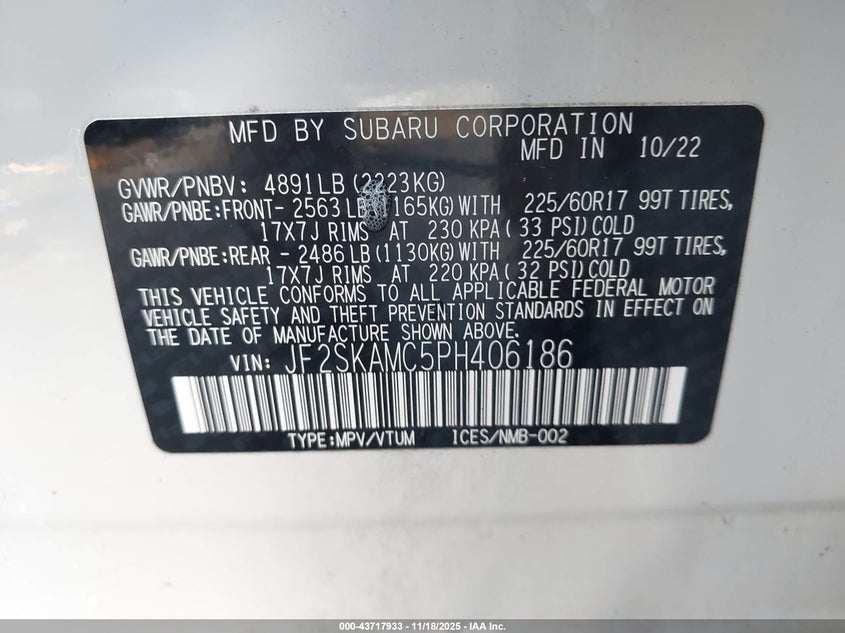 MFD BY SUBARU CORPORATION
MFD IN 10/22
GVWR/PNBV: 4891LB (2223KG)
GAWR/PNBE:FRONT- 2563 LB 165KG) WITH 225/60R17 99T TIRES,
17X7J RIMS AT 230 KPA ( 33 PSI) COLD
GAWR/PNBE:REAR - 2486 LB (1130KG) WITH 225/60R17 99T TIRES,
17X7J RIMS AT 220 KPA ( 32 PSI) COLD
THIS VEHICLE CONFORMS TO ALL APPLICABLE FEDERAL MOTOR
VEHICLE SAFETY AND THEFT PREVENTION STANDARDS IN EFFECT ON
THE DATE OF MANUFACTURE SHOWN ABOVE.
VIN: JF2SKAMC5PH406186
TYPE:MPV/VTUM ICES/NMB-002
000-43717933 - 11/18/2025 - IAA Inc.